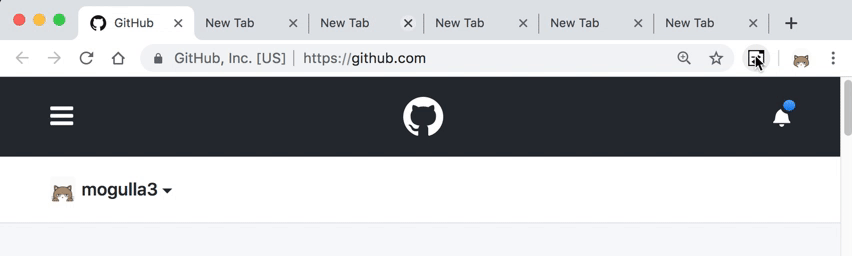 GitHub New Tab New Tab New Tab New Tab New Tab
GitHub, Inc. [US] https://github.com
mogulla3